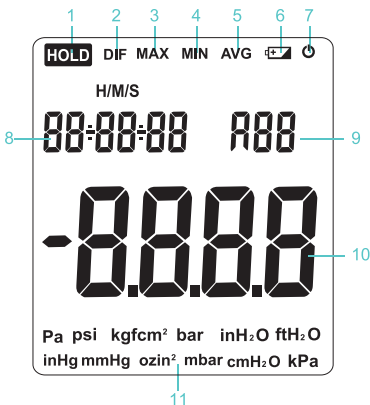 1 2 3 4 5 6 7
HOLD DIF MAX MIN AVG
H/M/S
8 88:88:88 A88 9
-8.8.8.8 10
Pa psi kgfcm² bar inH₂O ftH₂O
inHg mmHg ozin² mbar cmH₂O kPa
11